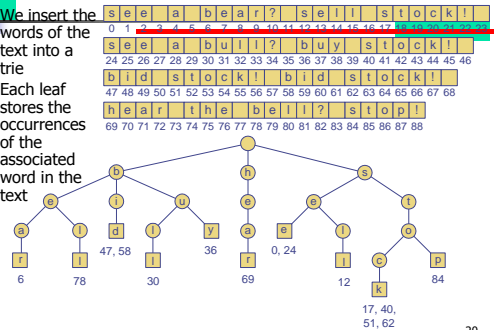 We insert the
words of the
text into a
trie
Each leaf
stores the
occurrences
of the
associated
word in the
text
s e e a b e a r ? s e l l s t o c k !
0 1 2 3 4 5 6 7 8 9 10 11 12 13 14 15 16 17 18 19 20 21 22 23
s e e a b u l l ? b u y s t o c k !
24 25 26 27 28 29 30 31 32 33 34 35 36 37 38 39 40 41 42 43 44 45 46
b i d s t o c k ! b i d s t o c k !
47 48 49 50 51 52 53 54 55 56 57 58 59 60 61 62 63 64 65 66 67 68
h e a r t h e b e l l ? s t o p !
69 70 71 72 73 74 75 76 77 78 79 80 81 82 83 84 85 86 87 88
b h s
e i u e e t
a l d l y a e l o
47, 58 36 0, 24
r l l r l c p
6 78 30 69 12 84
k
17, 40,
51, 62